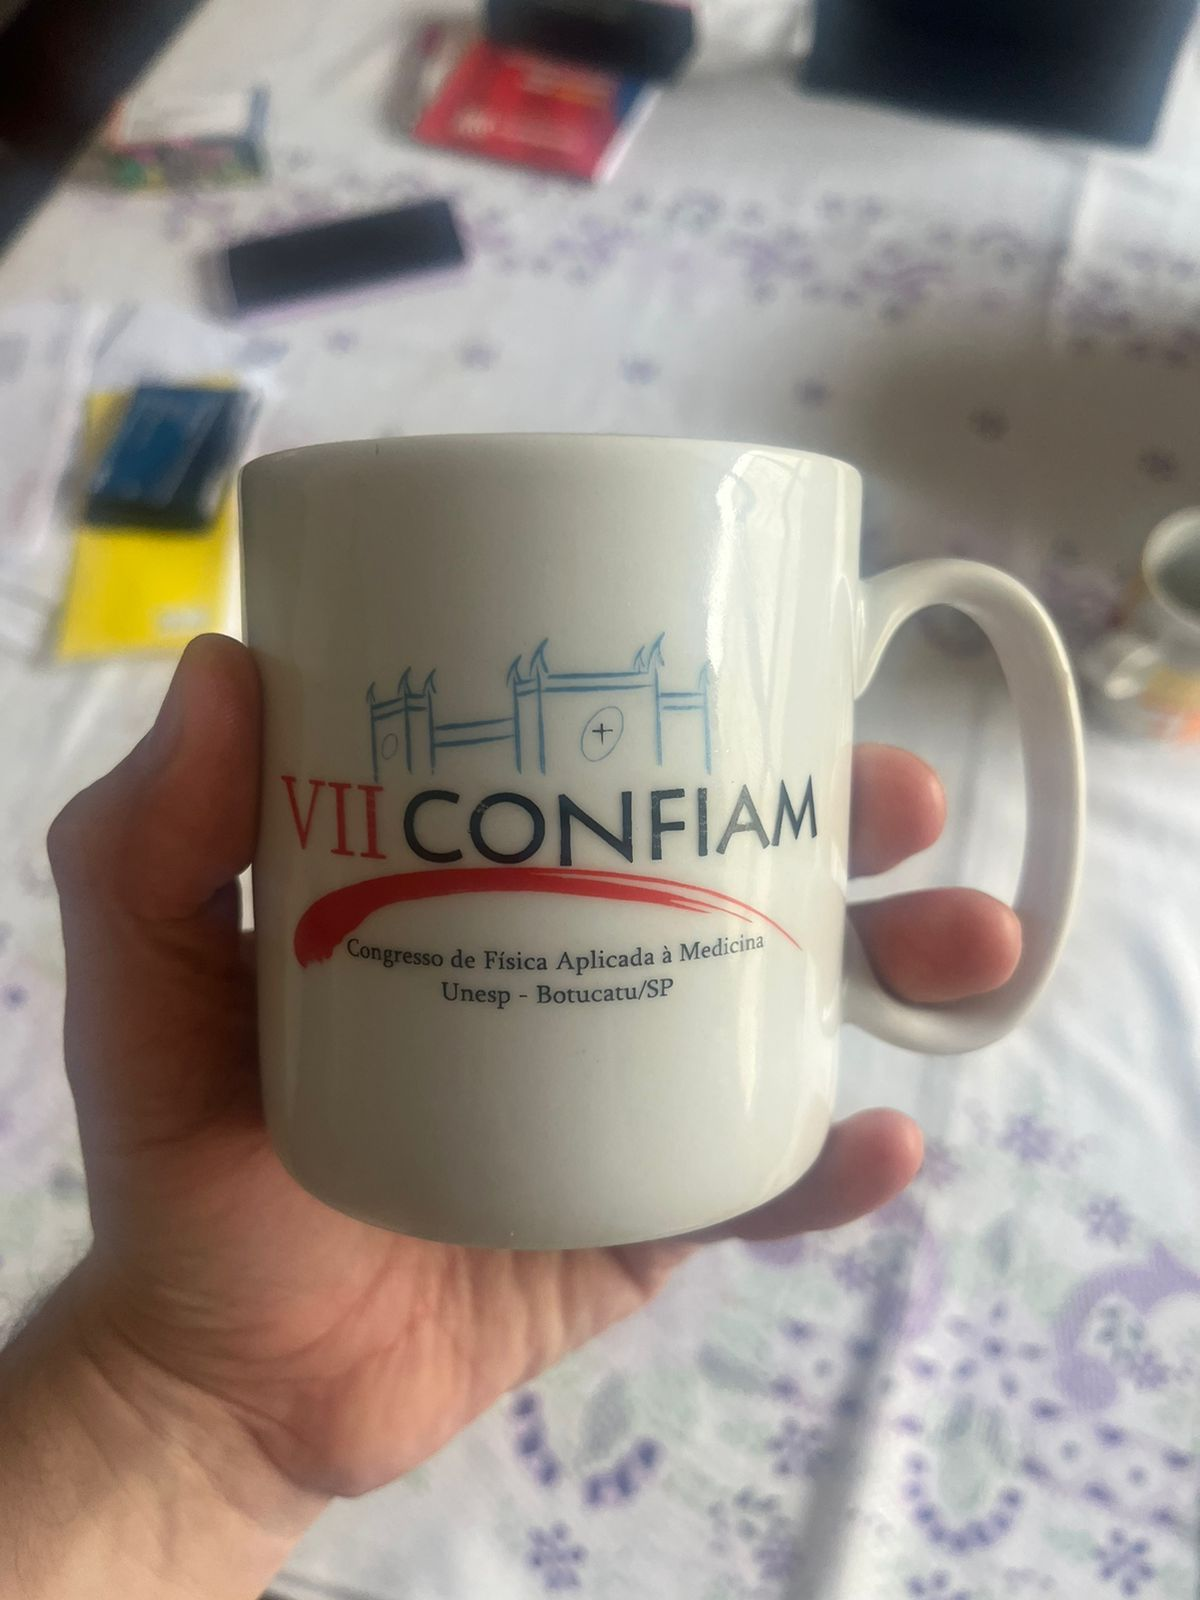 VII CONFIAM
Congresso de Física Aplicada à Medicina
Unesp - Botucatu/SP